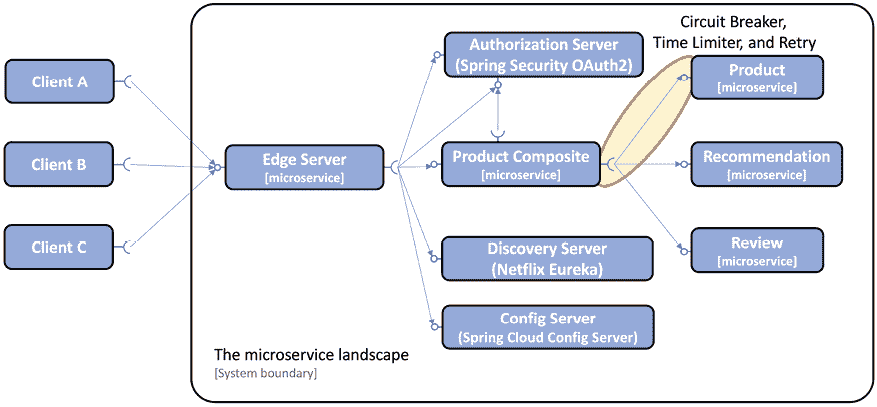 Circuit Breaker,
Time Limiter, and Retry
Authorization Server
(Spring Security OAuth2)
Product
[microservice]
Client A
Client B
Edge Server
[microservice]
Product Composite
[microservice]
Recommendation
[microservice]
Client C
Discovery Server
(Netflix Eureka)
Review
[microservice]
Config Server
(Spring Cloud Config Server)
The microservice landscape
[System boundary]